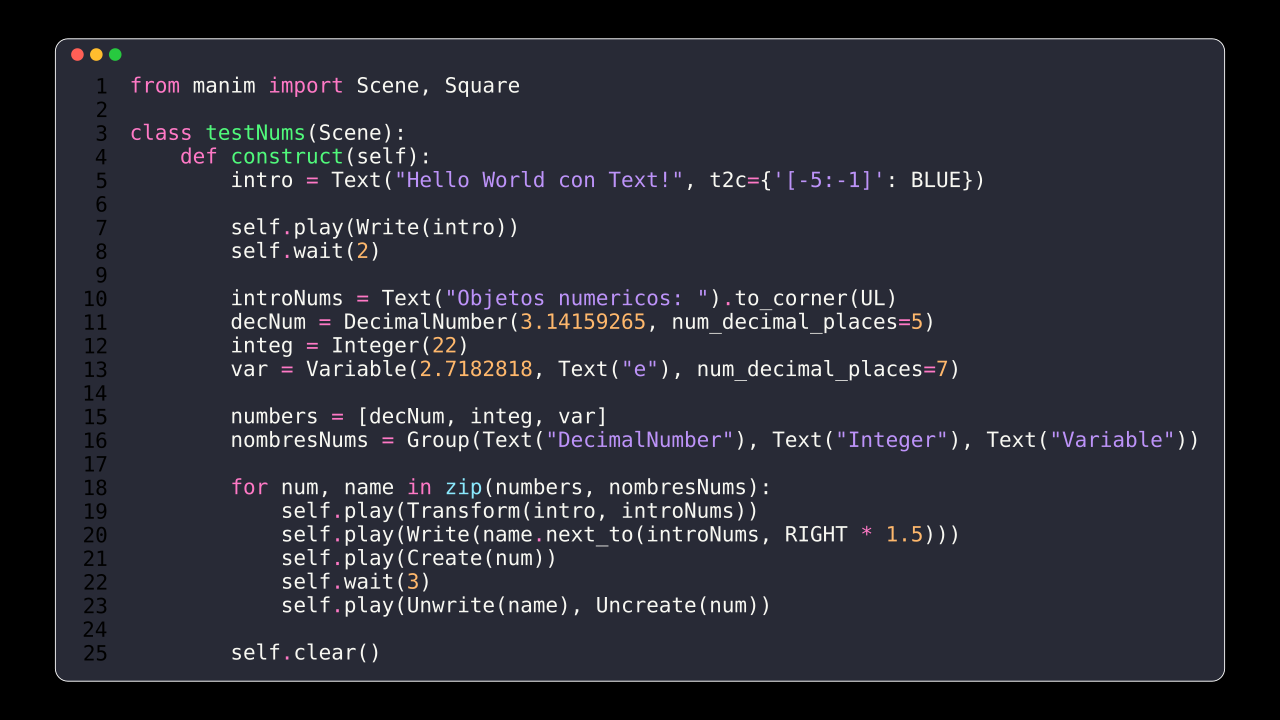 1 from manim import Scene, Square
2
3 class testNums(Scene):
4     def construct(self):
5         intro = Text("Hello World con Text!", t2c={'[-5:-1]': BLUE})
6
7         self.play(Write(intro))
8         self.wait(2)
9
10         introNums = Text("Objetos numericos: ").to_corner(UL)
11         decNum = DecimalNumber(3.14159265, num_decimal_places=5)
12         integ = Integer(22)
13         var = Variable(2.7182818, Text("e"), num_decimal_places=7)
14
15         numbers = [decNum, integ, var]
16         nombresNums = Group(Text("DecimalNumber"), Text("Integer"), Text("Variable"))
17
18         for num, name in zip(numbers, nombresNums):
19             self.play(Transform(intro, introNums))
20             self.play(Write(name.next_to(introNums, RIGHT * 1.5)))
21             self.play(Create(num))
22             self.wait(3)
23             self.play(Unwrite(name), Uncreate(num))
24
25         self.clear()